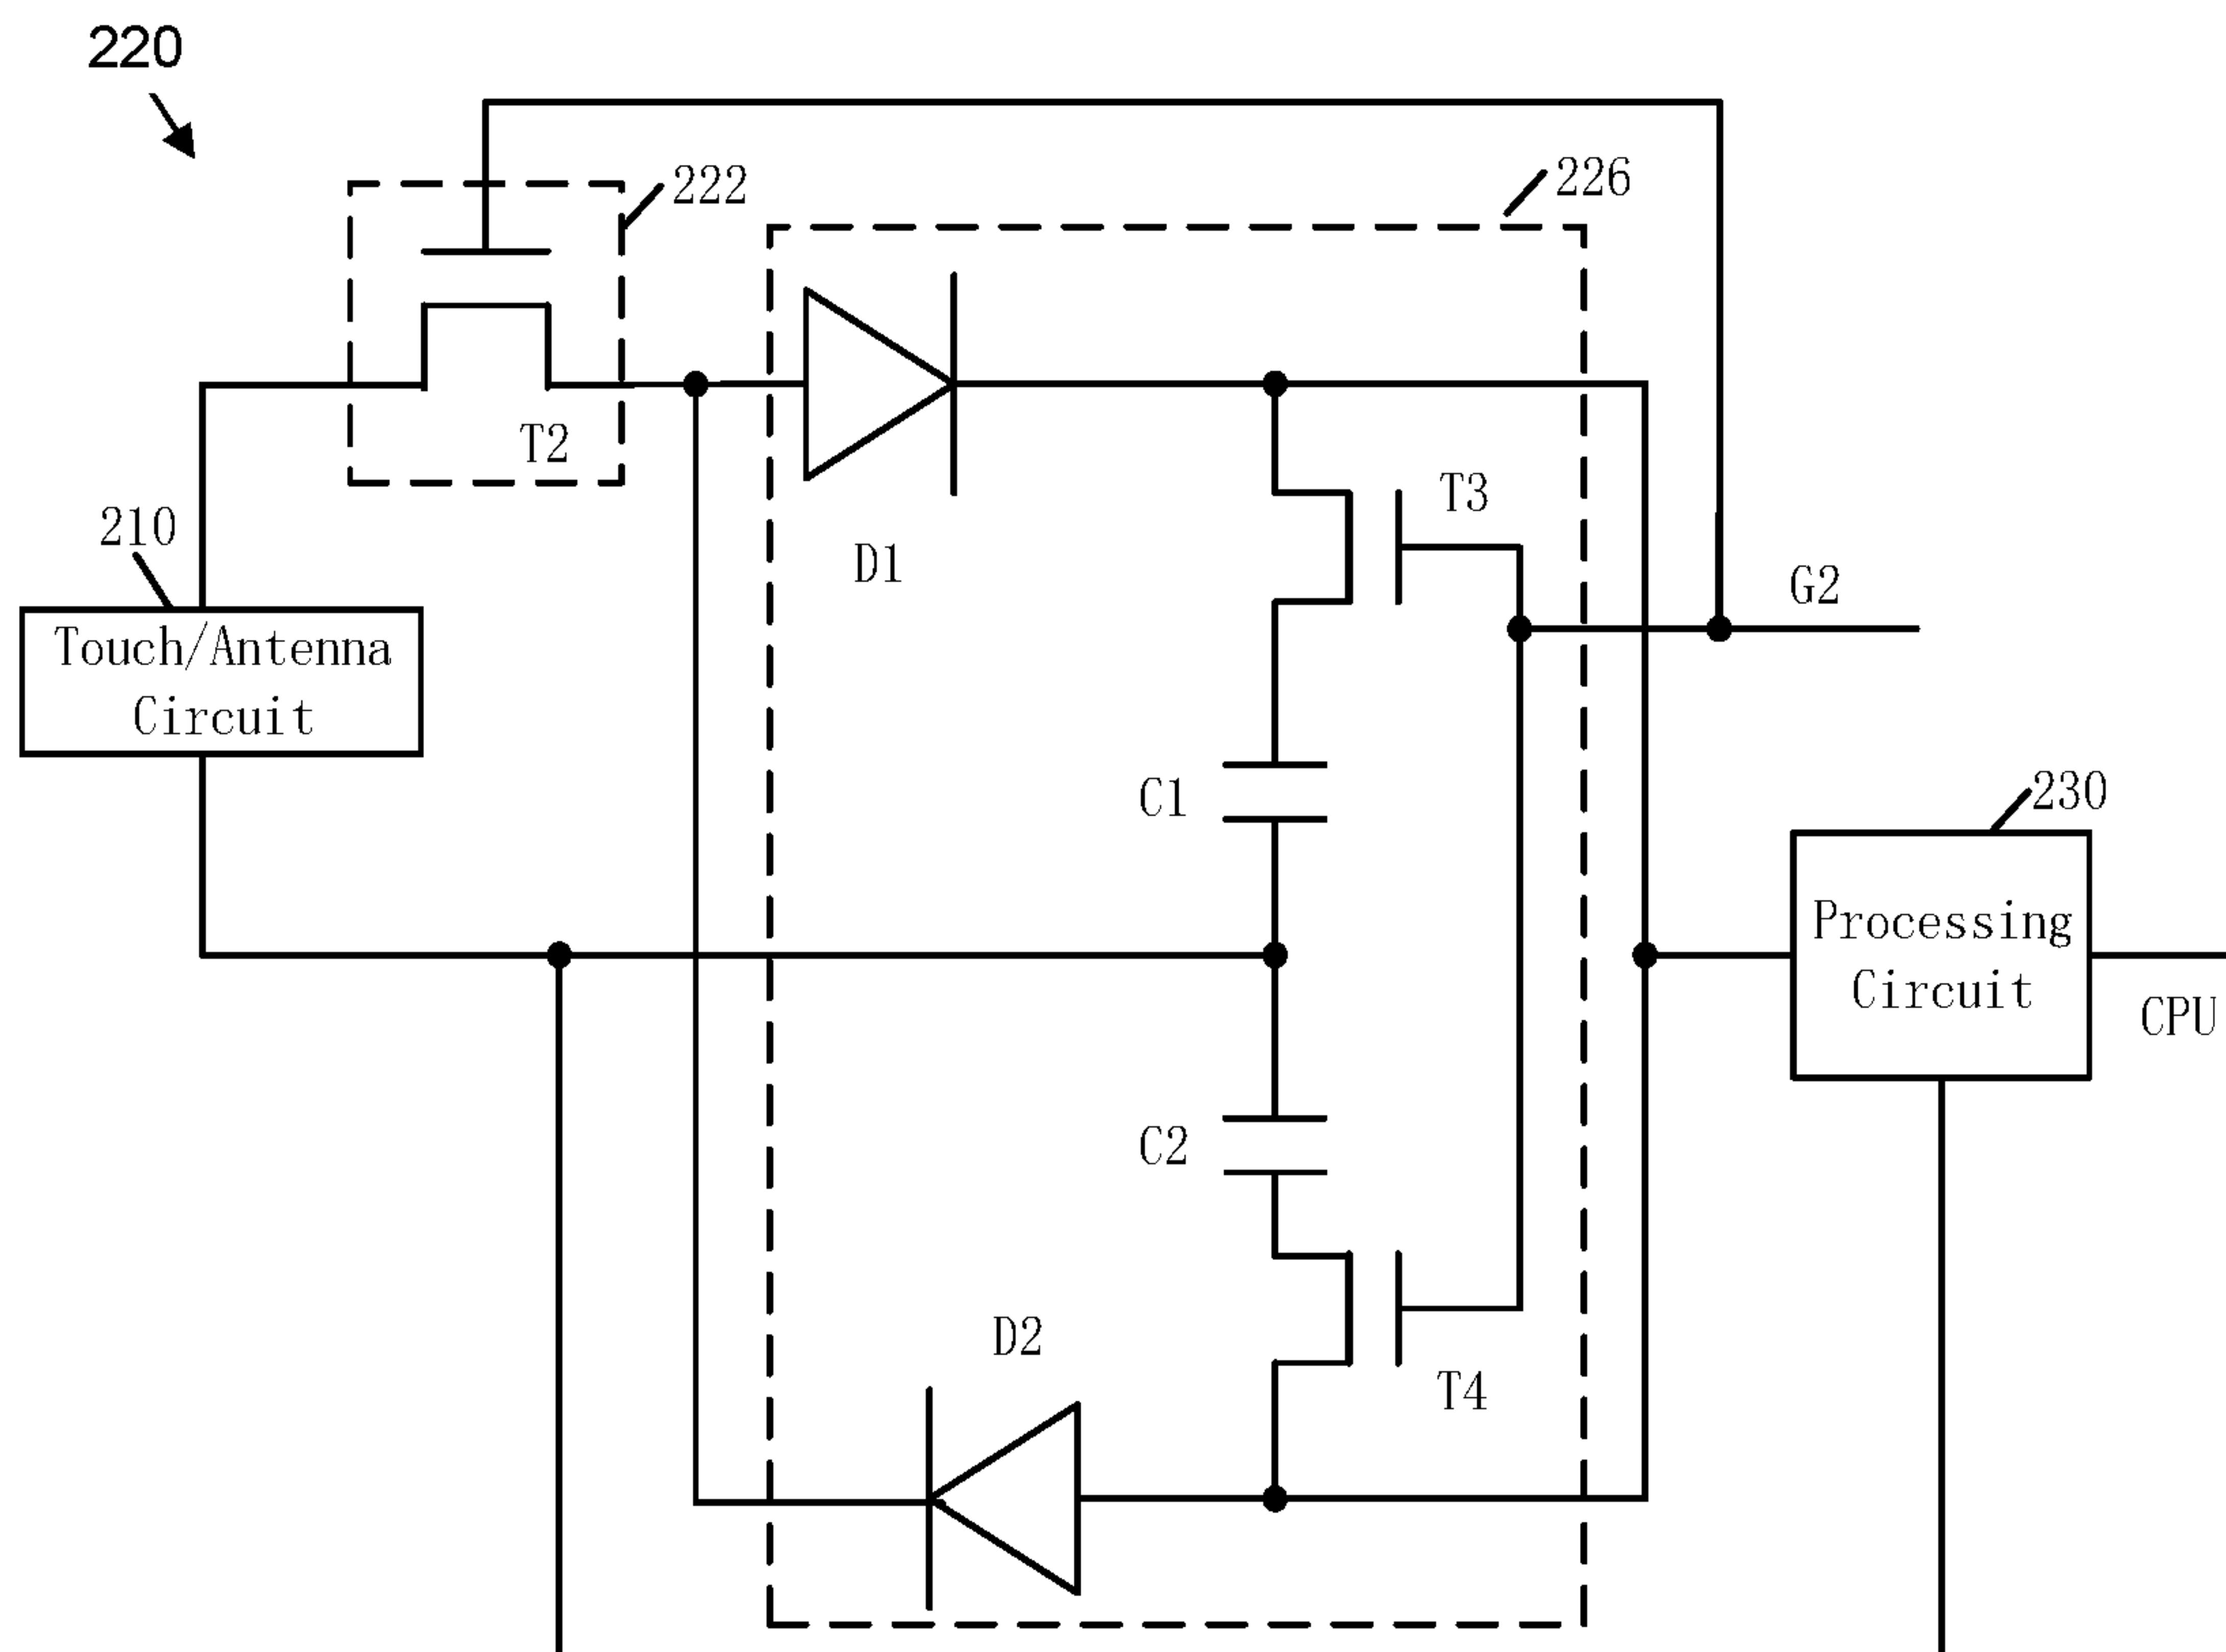 220
222
226
T2
T3
210
D1
G2
Touch/Antenna
Circuit
C1
230
Processing
Circuit
CPU
C2
D2
T4